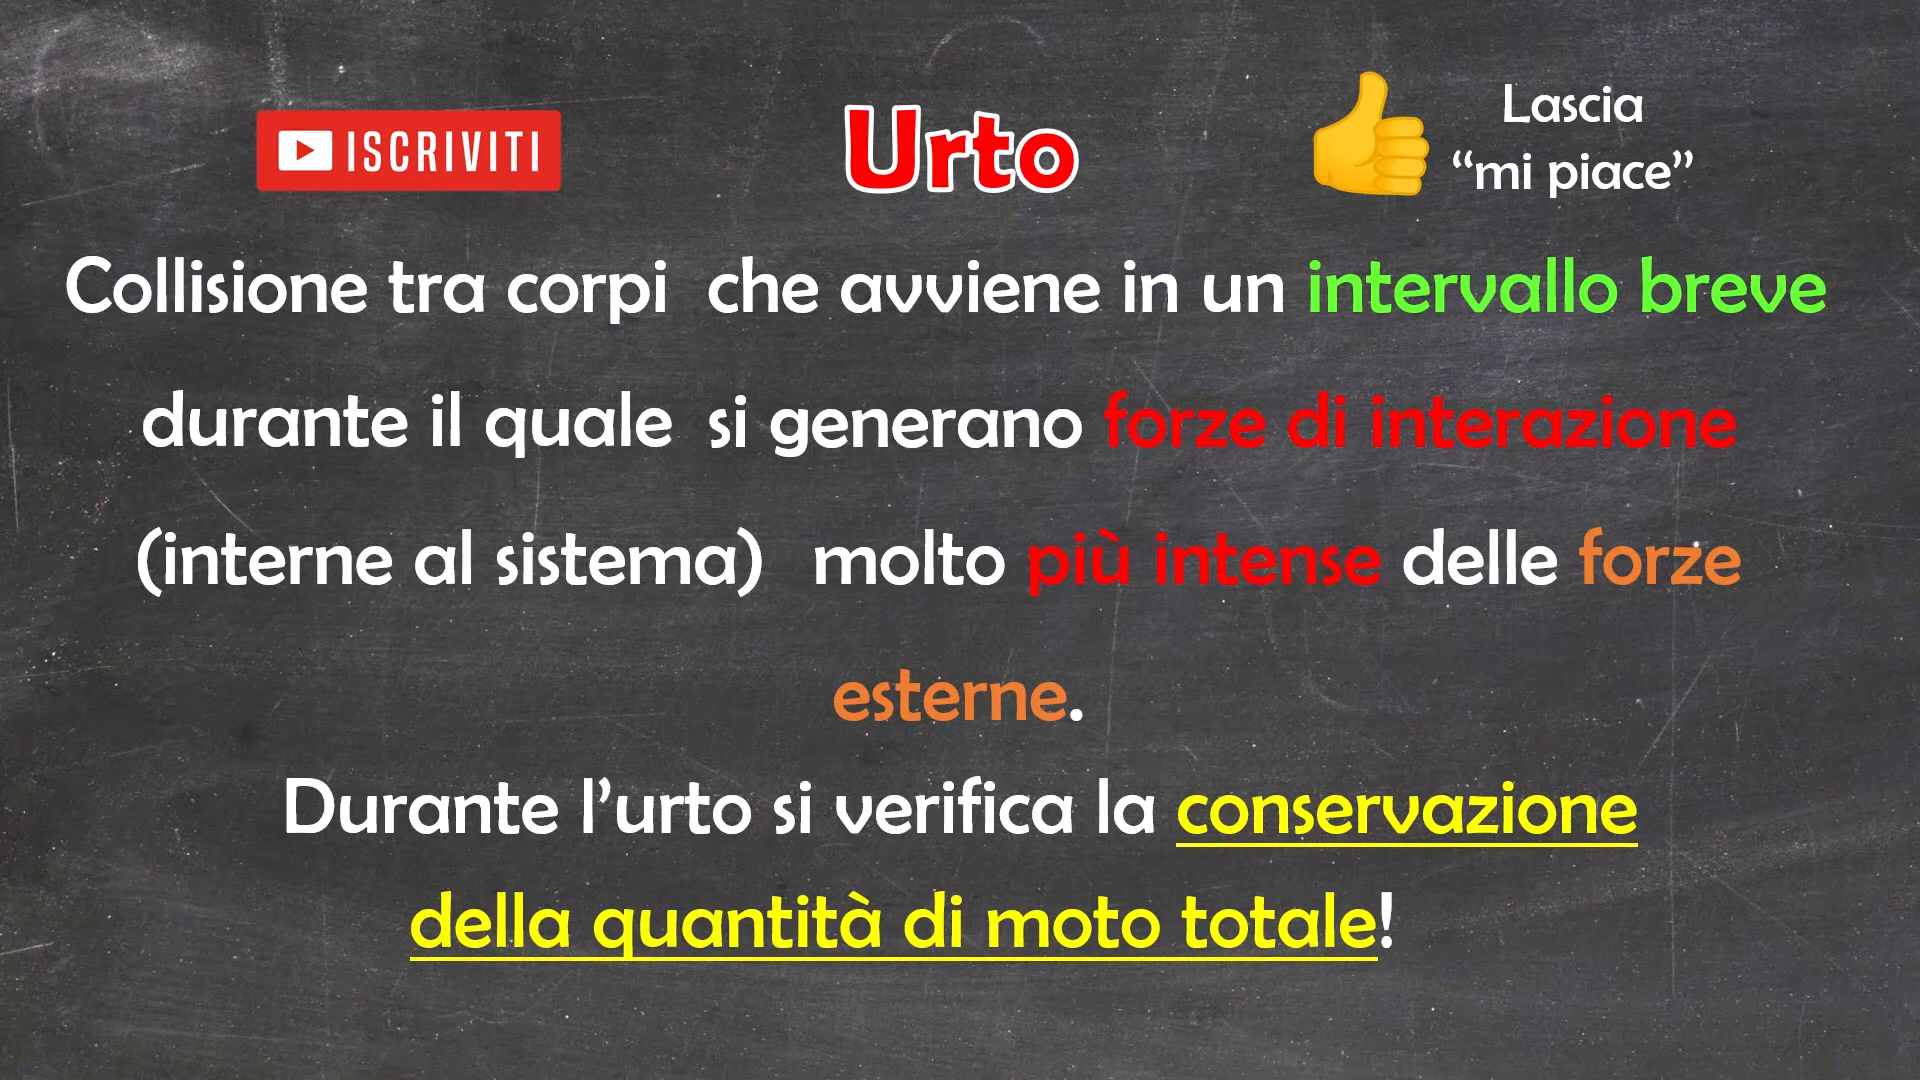 ISCRIVITI
Urto
Lascia
“mi piace”
Collisione tra corpi che avviene in un intervallo breve
durante il quale si generano forze di interazione
(interne al sistema) molto più intense delle forze
esterne.
Durante l’urto si verifica la conservazione
della quantità di moto totale!